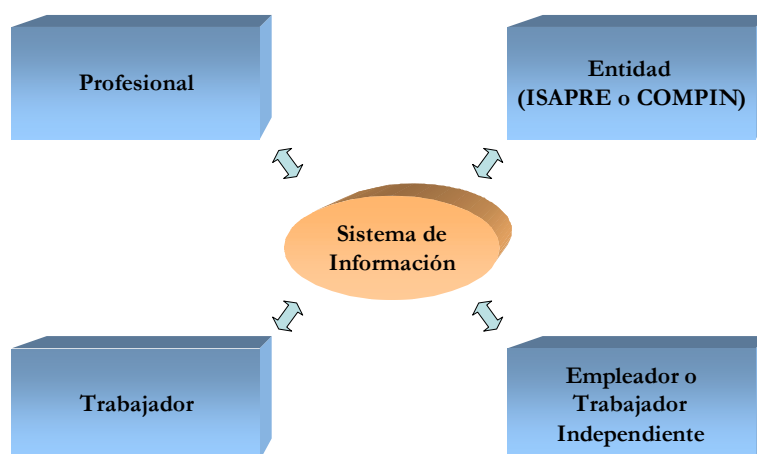 Profesional
Entidad
(ISAPRE o COMPIN)
Sistema de
Información
Trabajador
Empleador o
Trabajador
Independiente